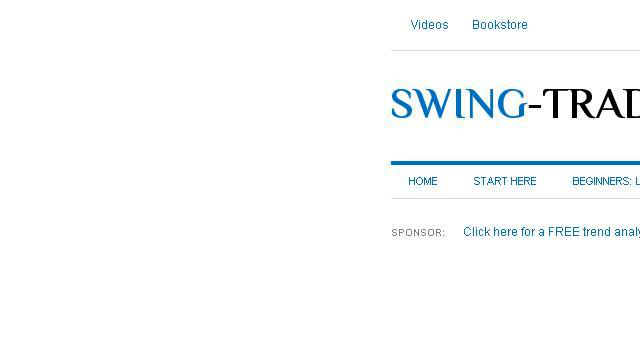 Videos Bookstore
SWING-TRAD
HOME START HERE BEGINNERS: L
SPONSOR: Click here for a FREE trend analy